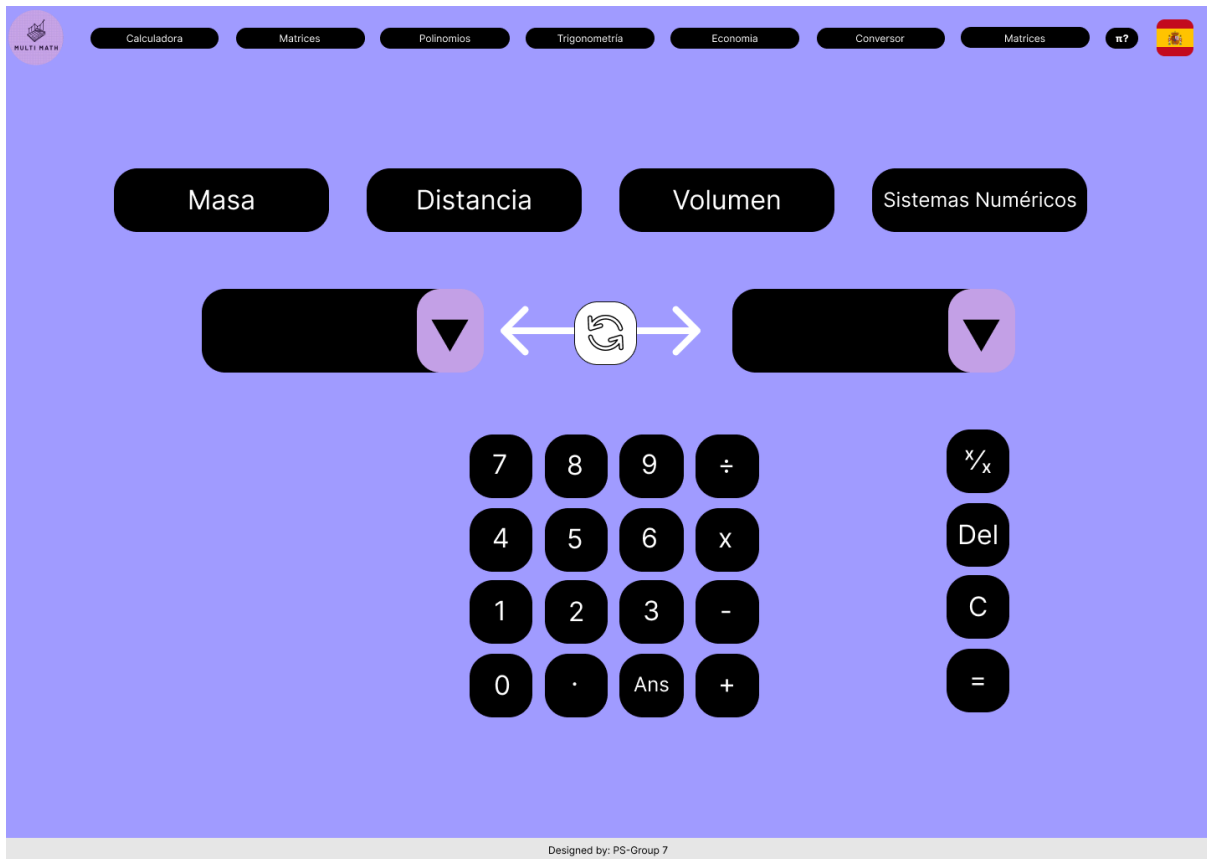 MULTI MATH
Calculadora Matrices Polinomios Trigonometría Economia Conversor Matrices π?
Masa Distancia Volumen Sistemas Numéricos
7 8 9 ÷ x/x
4 5 6 x Del
1 2 3 - C
0 · Ans + =
Designed by: PS-Group 7